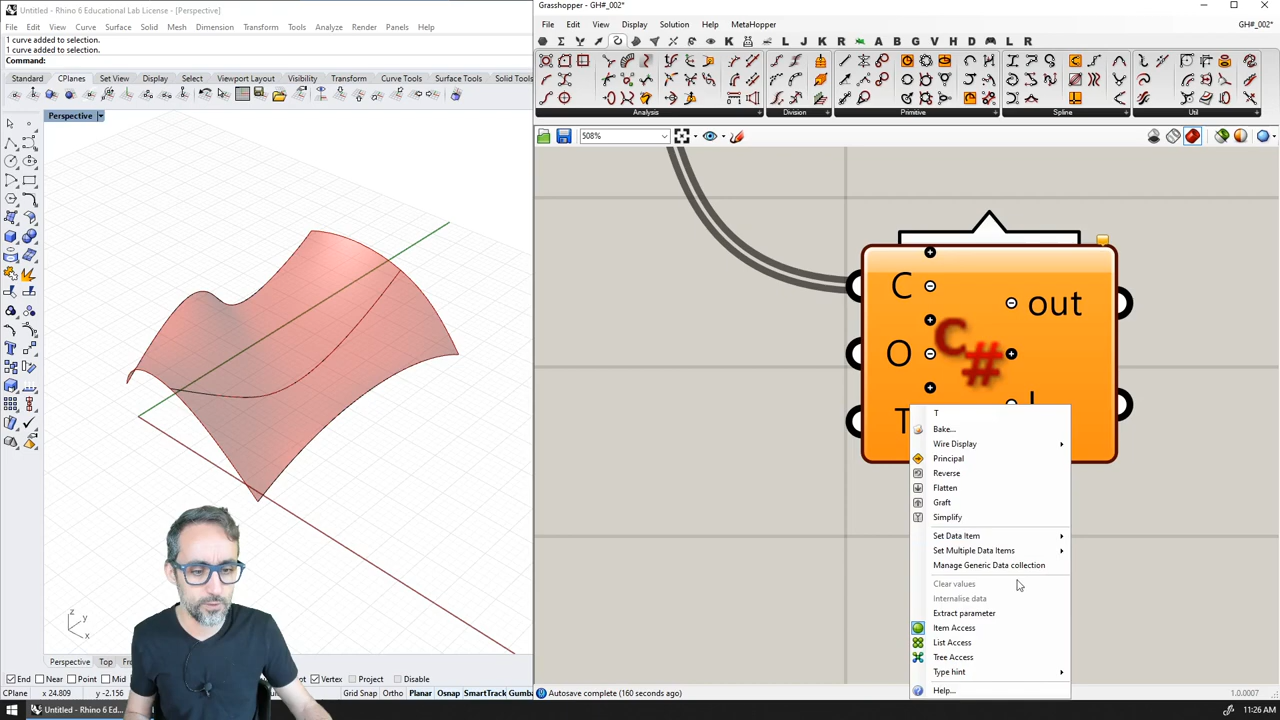 Untitled - Rhino 6 Educational Lab License - [Perspective]
File Edit View Curve Surface Solid Mesh Dimension Transform Tools Analyze Render Panels Help
1 curve added to selection.
1 curve added to selection.
Command:
Standard CPlanes Set View Display Select Viewport Layout Visibility Transform Curve Tools Surface Tools Solid Tools
Perspective
z
y
x
Perspective Top
End Near Point Mid Vertex Project Disable
CPlane x 24.809 y -2.156
Grid Snap Ortho Planar Osnap SmartTrack Gumba
Grasshopper - GH#_002*
File Edit View Display Solution Help MetaHopper GH#_002*
Analysis Division Primitive Spline Util
508%
C
O
T
out
C#
T
Bake...
Wire Display
Principal
Reverse
Flatten
Graft
Simplify
Set Data Item
Set Multiple Data Items
Manage Generic Data collection
Clear values
Internalise data
Extract parameter
Item Access
List Access
Tree Access
Type hint
Help...
Autosave complete (160 seconds ago)
1.0.0007
Untitled - Rhino 6 E...
11:26 AM